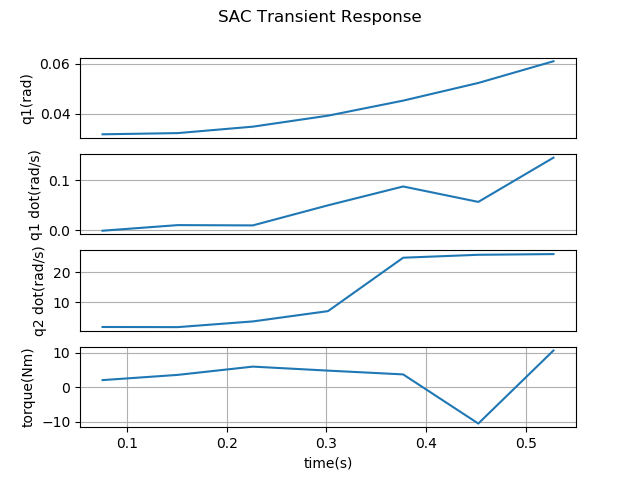 SAC Transient Response
q1(rad)
0.06
0.04
q1 dot(rad/s)
0.1
0.0
q2 dot(rad/s)
20
10
torque(Nm)
10
0
−10
0.1 0.2 0.3 0.4 0.5
time(s)